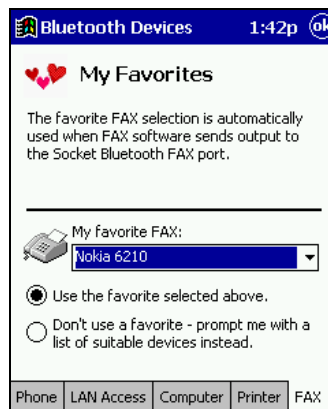 Bluetooth Devices 1:42p ok
My Favorites
The favorite FAX selection is automatically
used when FAX software sends output to
the Socket Bluetooth FAX port.
My favorite FAX:
Nokia 6210
Use the favorite selected above.
Don't use a favorite - prompt me with a
list of suitable devices instead.
Phone LAN Access Computer Printer FAX